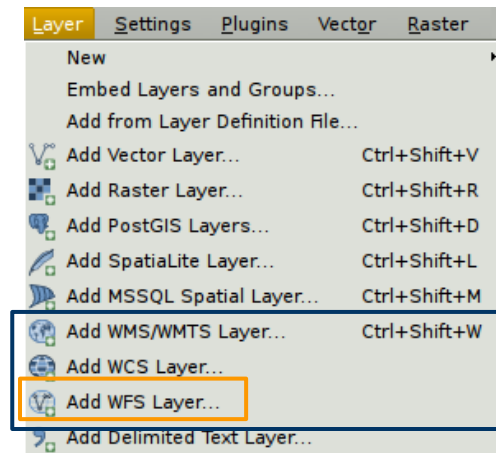 Layer Settings Plugins Vector Raster
New
Embed Layers and Groups...
Add from Layer Definition File...
Add Vector Layer... Ctrl+Shift+V
Add Raster Layer... Ctrl+Shift+R
Add PostGIS Layers... Ctrl+Shift+D
Add SpatiaLite Layer... Ctrl+Shift+L
Add MSSQL Spatial Layer... Ctrl+Shift+M
Add WMS/WMTS Layer... Ctrl+Shift+W
Add WCS Layer...
Add WFS Layer...
Add Delimited Text Layer...